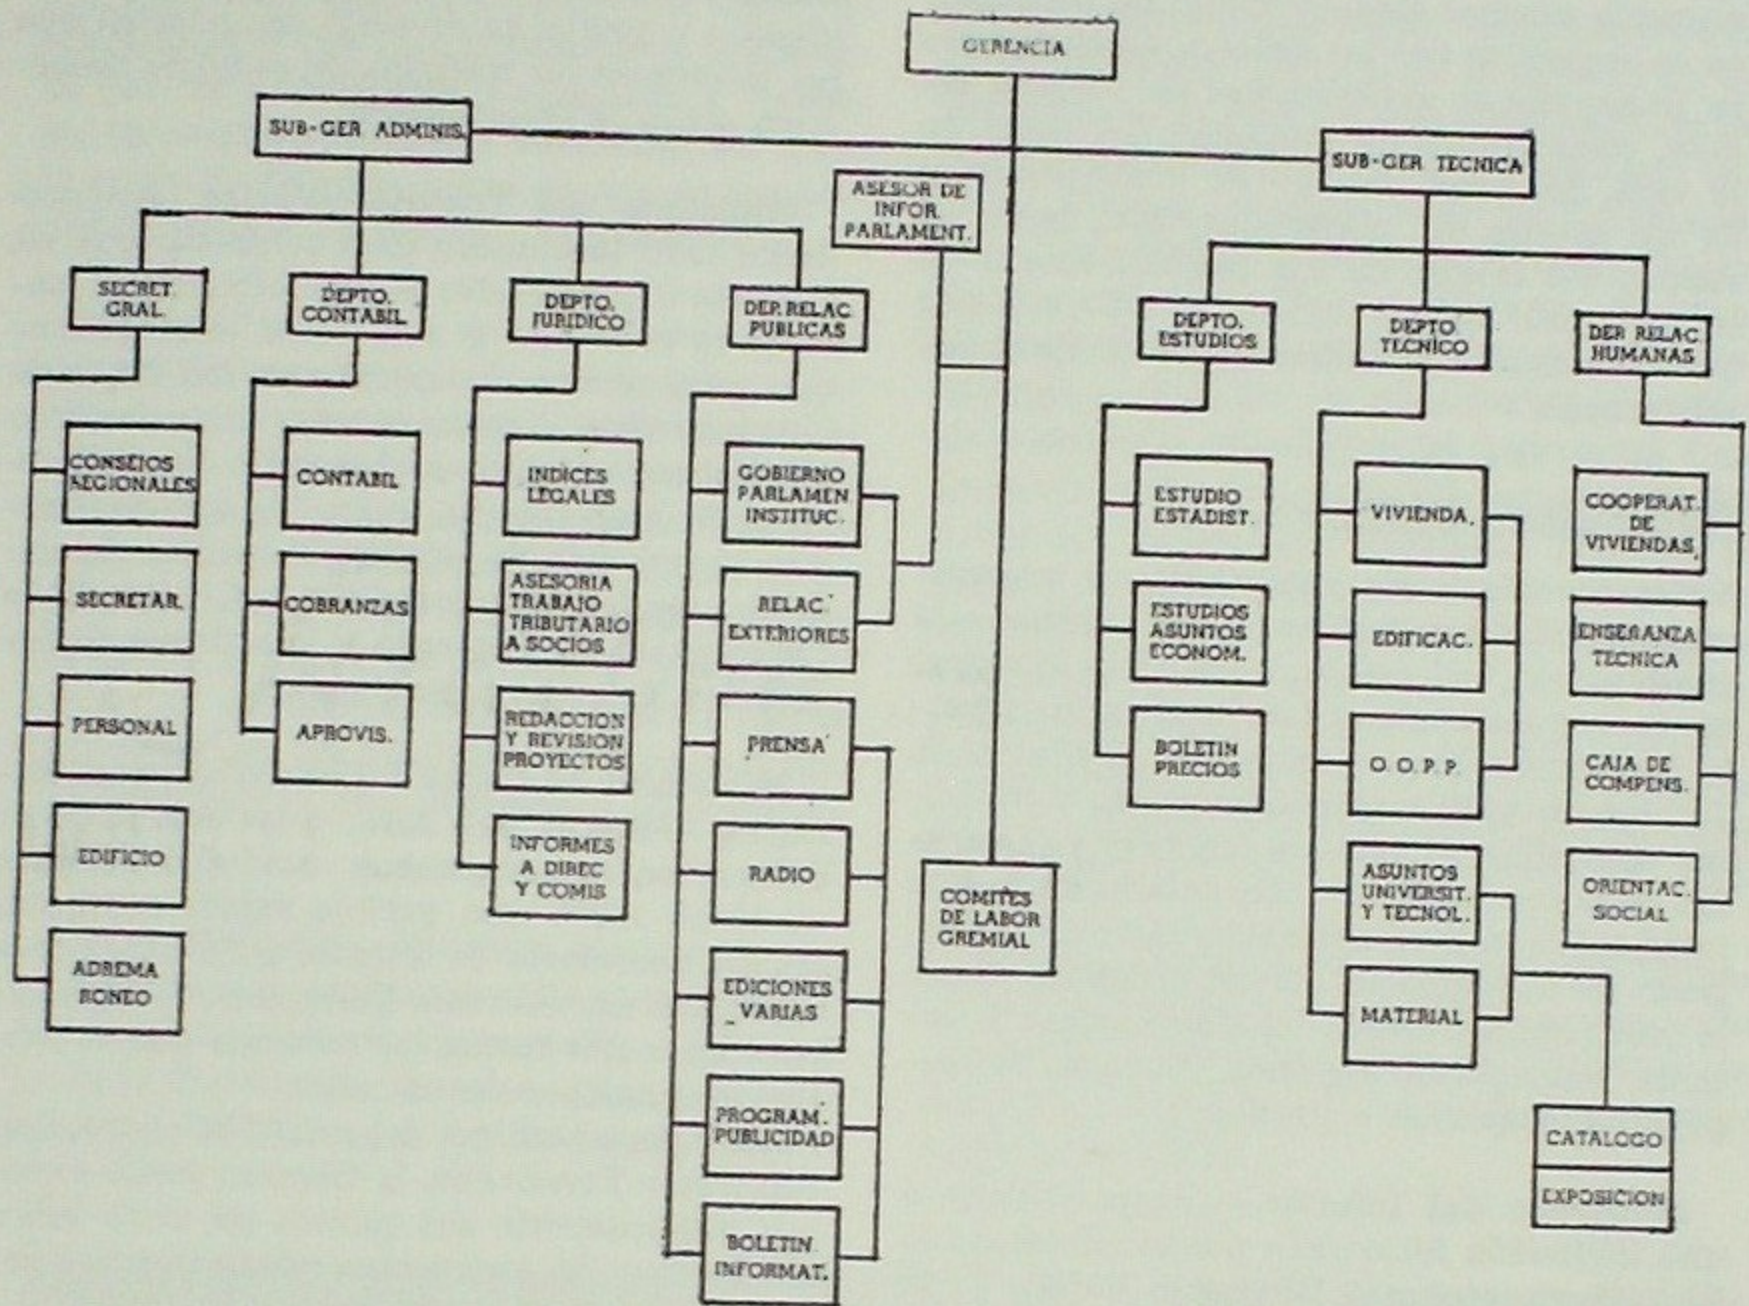 GERENCIA
SUB-GER ADMINIS.
SUB-GER TECNICA
ASESOR DE
INFOR.
PARLAMENT.
SECRET.
GRAL.
DEPTO.
CONTABIL
DEPTO.
JURIDICO
DEP. RELAC
PUBLICAS
DEPTO.
ESTUDIOS
DEPTO
TECNICO
DEP. RELAC
HUMANAS
CONSEJOS
REGIONALES
SECRETAR.
PERSONAL
EDIFICIO
ADREMA
RONEO
CONTABIL
COBRANZAS
APROVIS.
INDICES
LEGALES
ASESORIA
TRABAJO
TRIBUTARIO
A SOCIOS
REDACCION
Y REVISION
PROYECTOS
INFORMES
A DIREC
Y COMIS
GOBIERNO
PARLAMEN
INSTITUC.
RELAC.
EXTERIORES
PRENSA
RADIO
EDICIONES
VARIAS
PROGRAM.
PUBLICIDAD
BOLETIN
INFORMAT.
COMITES
DE LABOR
GREMIAL
ESTUDIO
ESTADIST.
ESTUDIOS
ASUNTOS
ECONOM.
BOLETIN
PRECIOS
VIVIENDA.
EDIFICAC.
O. O. P. P.
ASUNTOS
UNIVERSIT.
Y TECNOL.
MATERIAL
COOPERAT.
DE
VIVIENDAS
ENSEÑANZA
TECNICA
CAJA DE
COMPENS.
ORIENTAC.
SOCIAL
CATALOGO
EXPOSICION